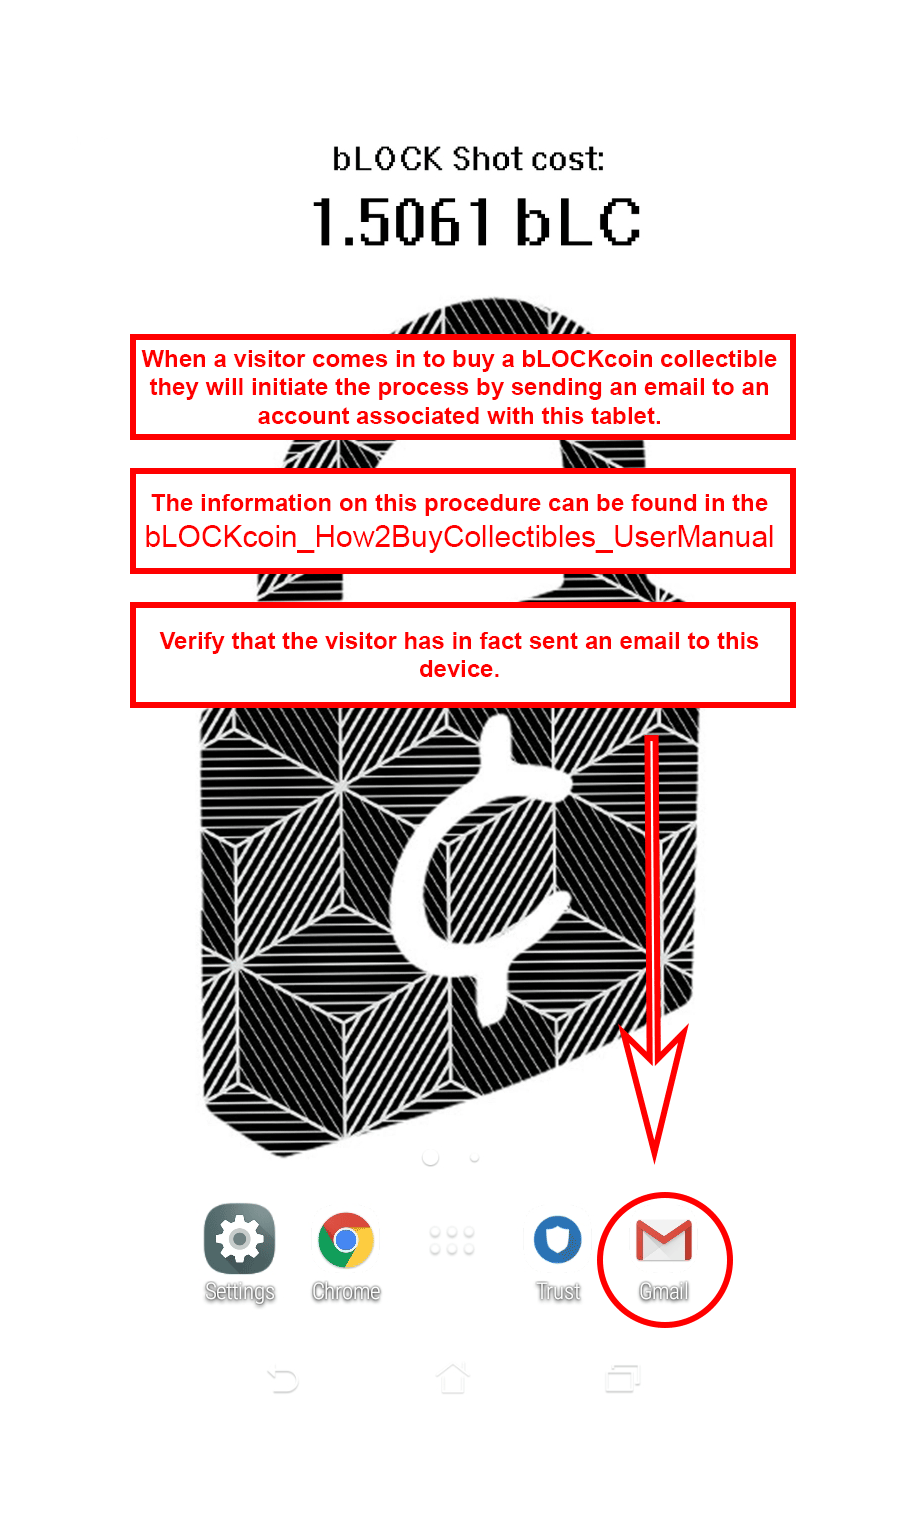 bLOCK Shot cost:
1.5061 bLC
When a visitor comes in to buy a bLOCKcoin collectible
they will initiate the process by sending an email to an
account associated with this tablet.
The information on this procedure can be found in the
bLOCKcoin_How2BuyCollectibles_UserManual
Verify that the visitor has in fact sent an email to this
device.
Settings
Chrome
Trust
Gmail